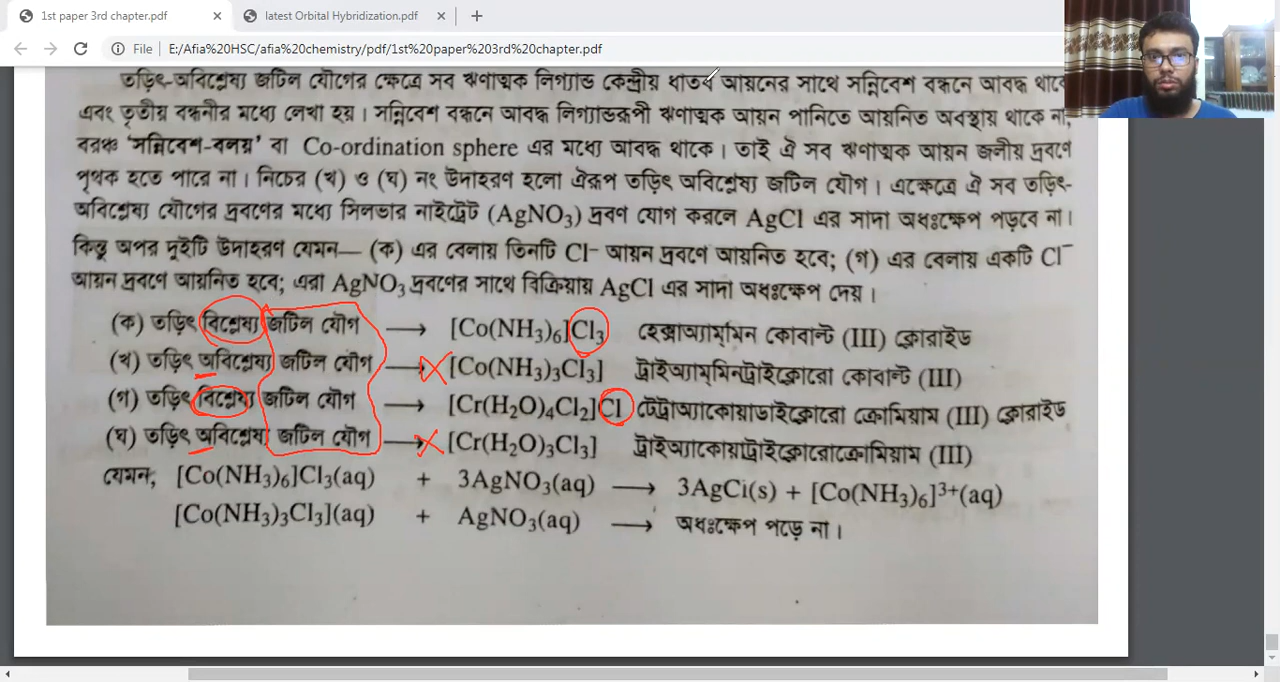 1st paper 3rd chapter.pdf
latest Orbital Hybridization.pdf
File
E:/Afia%20HSC/afia%20chemistry/pdf/1st%20paper%203rd%20chapter.pdf
তড়িৎ-অবিশ্লেষ্য জটিল যৌগের ক্ষেত্রে সব ঋণাত্মক লিগ্যান্ড কেন্দ্রীয় ধাতব আয়নের সাথে সন্নিবেশ বন্ধনে আবদ্ধ থাকে
এবং তৃতীয় বন্ধনীর মধ্যে লেখা হয়। সন্নিবেশ বন্ধনে আবদ্ধ লিগ্যান্ডরূপী ঋণাত্মক আয়ন পানিতে আয়নিত অবস্থায় থাকে না,
বরঞ্চ ‘সন্নিবেশ-বলয়’ বা Co-ordination sphere এর মধ্যে আবদ্ধ থাকে। তাই ঐ সব ঋণাত্মক আয়ন জলীয় দ্রবণে
পৃথক হতে পারে না। নিচের (খ) ও (ঘ) নং উদাহরণ হলো ঐরূপ তড়িৎ অবিশ্লেষ্য জটিল যৌগ। এক্ষেত্রে ঐ সব তড়িৎ-
অবিশ্লেষ্য যৌগের দ্রবণের মধ্যে সিলভার নাইট্রেট (AgNO₃) দ্রবণ যোগ করলে AgCl এর সাদা অধঃক্ষেপ পড়বে না।
কিন্তু অপর দুইটি উদাহরণ যেমন— (ক) এর বেলায় তিনটি Cl⁻ আয়ন দ্রবণে আয়নিত হবে; (গ) এর বেলায় একটি Cl⁻
আয়ন দ্রবণে আয়নিত হবে; এরা AgNO₃ দ্রবণের সাথে বিক্রিয়ায় AgCl এর সাদা অধঃক্ষেপ দেয়।
(ক) তড়িৎ বিশ্লেষ্য জটিল যৌগ ⟶ [Co(NH₃)₆]Cl₃ হেক্সাঅ্যাম্মিন কোবাল্ট (III) ক্লোরাইড
(খ) তড়িৎ অবিশ্লেষ্য জটিল যৌগ ⟶ [Co(NH₃)₃Cl₃] ট্রাইঅ্যাম্মিনট্রাইক্লোরো কোবাল্ট (III)
(গ) তড়িৎ বিশ্লেষ্য জটিল যৌগ ⟶ [Cr(H₂O)₄Cl₂]Cl টেট্রাঅ্যাকোয়াডাইক্লোরো ক্রোমিয়াম (III) ক্লোরাইড
(ঘ) তড়িৎ অবিশ্লেষ্য জটিল যৌগ ⟶ [Cr(H₂O)₃Cl₃] ট্রাইঅ্যাকোয়াট্রাইক্লোরোক্রোমিয়াম (III)
যেমন, [Co(NH₃)₆]Cl₃(aq) + 3AgNO₃(aq) ⟶ 3AgCi(s) + [Co(NH₃)₆]³⁺(aq)
[Co(NH₃)₃Cl₃](aq) + AgNO₃(aq) ⟶ অধঃক্ষেপ পড়ে না।